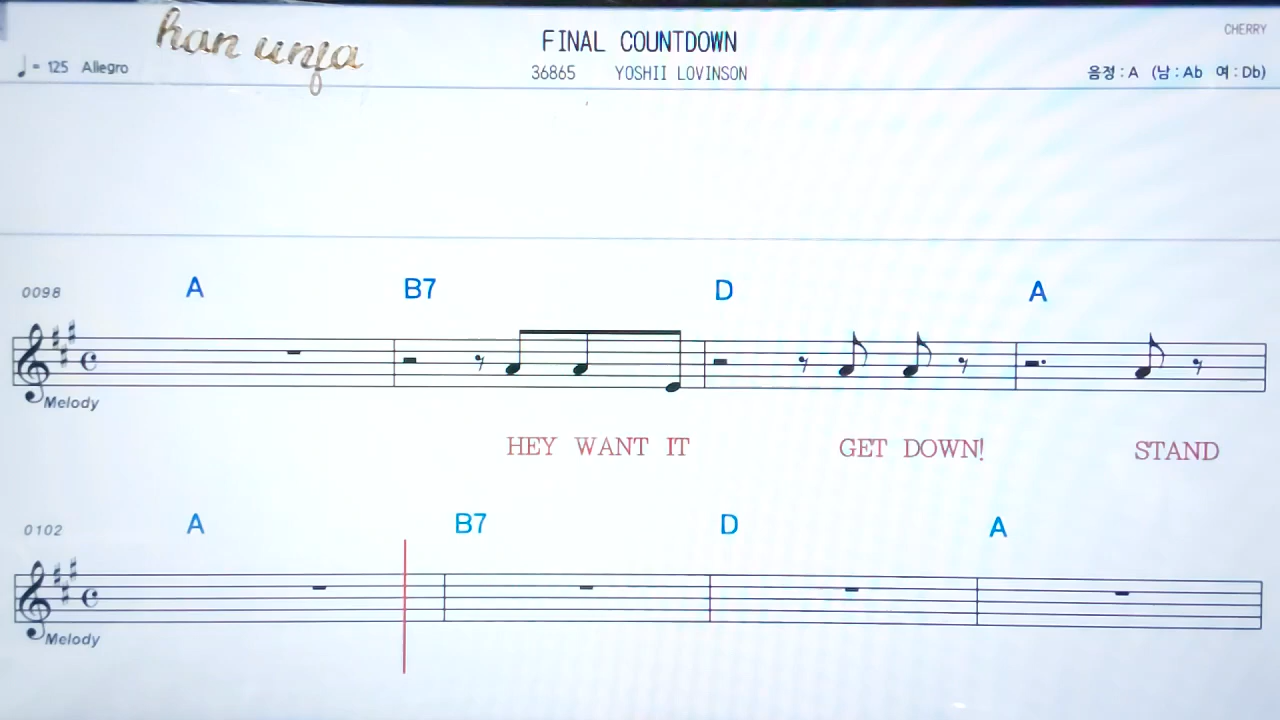 han unja
FINAL COUNTDOWN
CHERRY
= 125 Allegro
36865 YOSHII LOVINSON
음정 : A (남 : Ab 여 : Db)
0098
A B7 D A
Melody
HEY WANT IT GET DOWN! STAND
0102
A B7 D A
Melody